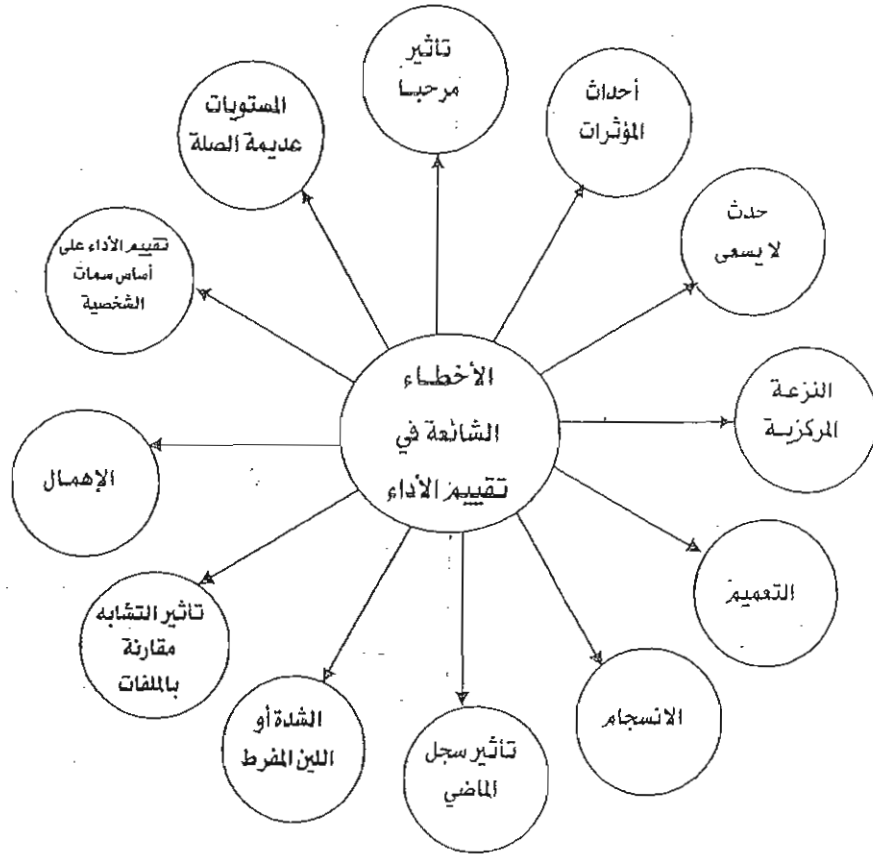 الأخطاء
الشائعة في
تقييم الأداء
تأثير
مرحبا
أحداث
المؤثرات
حدث
لا يسعى
النزعة
المركزية
التعميم
الانسجام
تأثير سجل
الماضي
الشدة أو
اللين المفرط
تأثير التشابه
مقارنة
بالملفات
الإهمال
تقييم الأداء على
أساس سمات
الشخصية
المستويات
عديمة الصلة